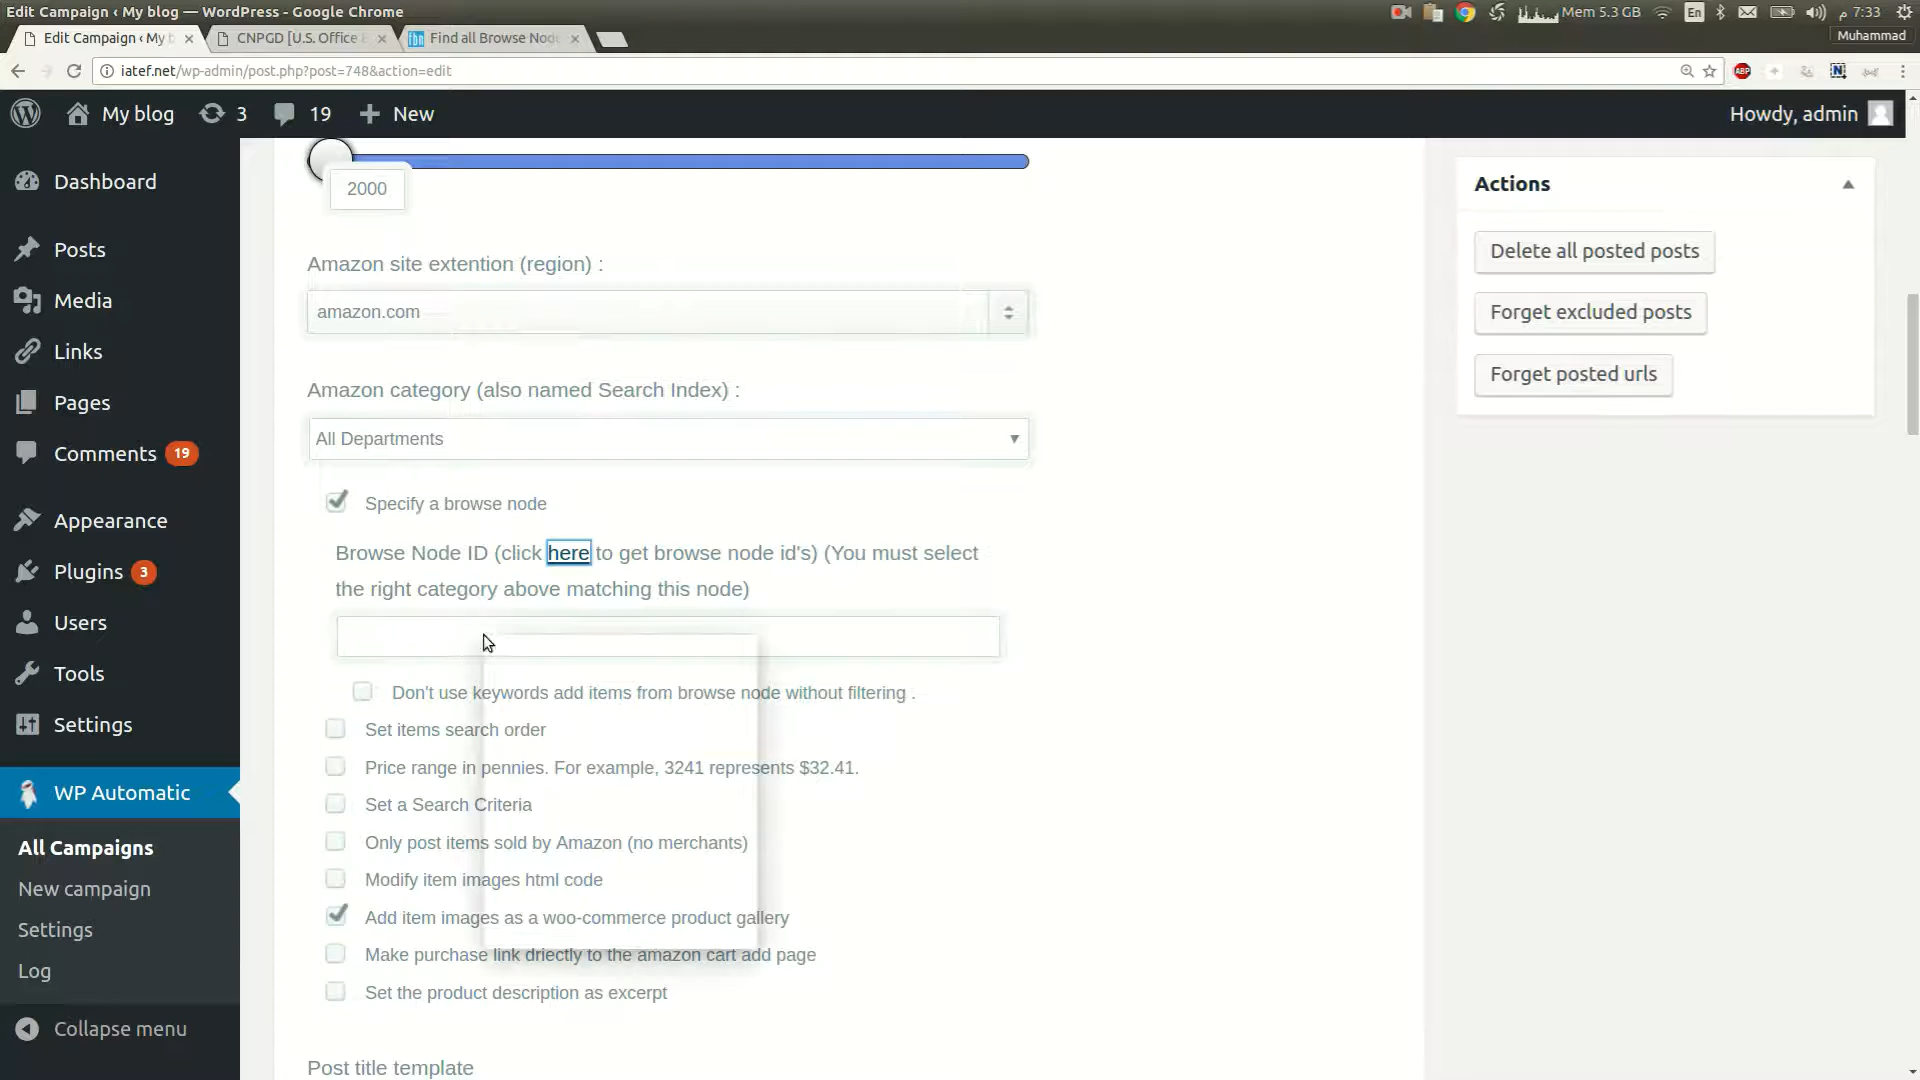 Edit Campaign ‹ My blog — WordPress - Google Chrome
Mem 5.3 GB
En
7:33 م
Edit Campaign ‹ My b
CNPGD [U.S. Office E
fbn Find all Browse Node
Muhammad
iatef.net/wp-admin/post.php?post=748&action=edit
ABP
N
My blog
3
19
New
Howdy, admin
Dashboard
Posts
Media
Links
Pages
Comments 19
Appearance
Plugins 3
Users
Tools
Settings
WP Automatic
All Campaigns
New campaign
Settings
Log
Collapse menu
2000
Amazon site extention (region) :
amazon.com
Amazon category (also named Search Index) :
All Departments
Specify a browse node
Browse Node ID (click here to get browse node id's) (You must select
the right category above matching this node)
Don't use keywords add items from browse node without filtering .
Set items search order
Price range in pennies. For example, 3241 represents $32.41.
Set a Search Criteria
Only post items sold by Amazon (no merchants)
Modify item images html code
Add item images as a woo-commerce product gallery
Make purchase link driectly to the amazon cart add page
Set the product description as excerpt
Post title template
Actions
Delete all posted posts
Forget excluded posts
Forget posted urls